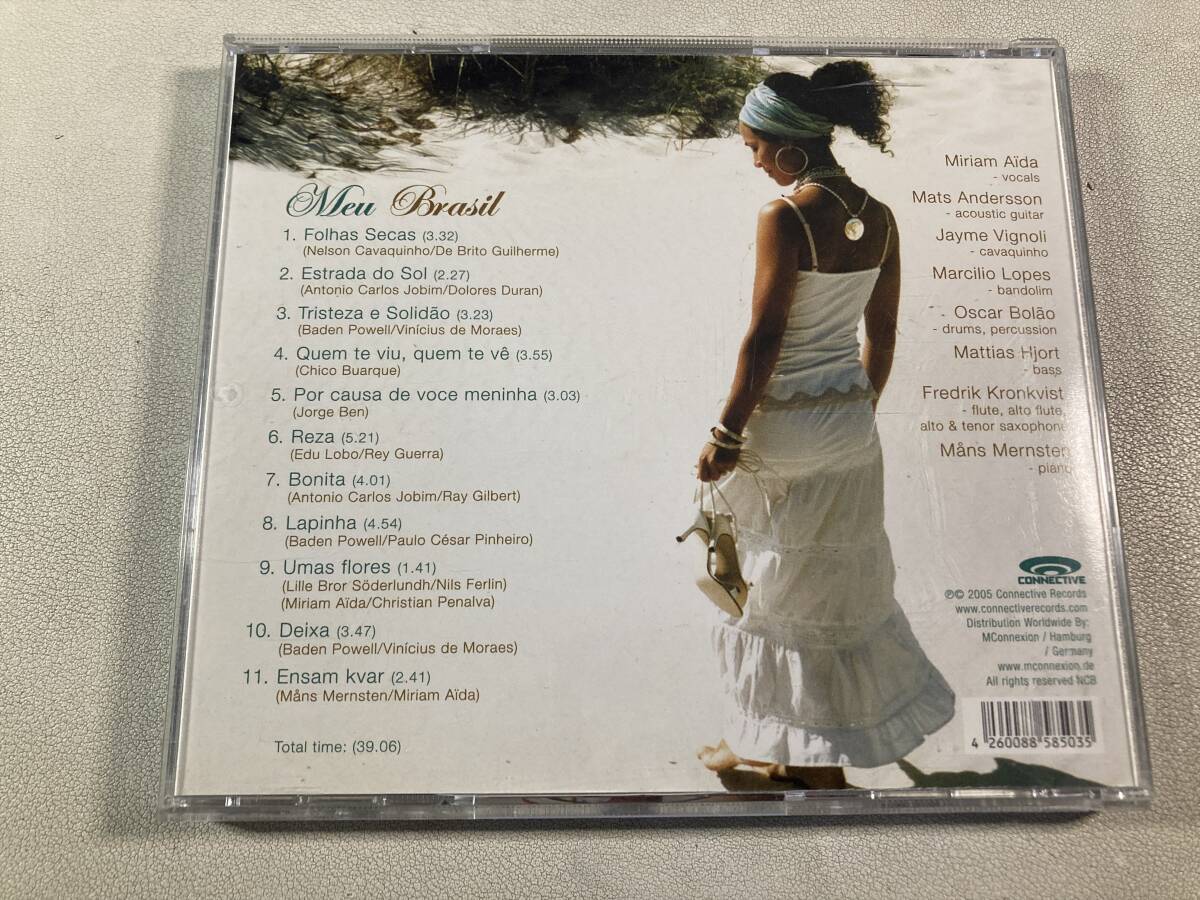 Meu Brasil
1. Folhas Secas (3.32)
(Nelson Cavaquinho/De Brito Guilherme)
2. Estrada do Sol (2.27)
(Antonio Carlos Jobim/Dolores Duran)
3. Tristeza e Solidão (3.23)
(Baden Powell/Vinícius de Moraes)
4. Quem te viu, quem te vê (3.55)
(Chico Buarque)
5. Por causa de voce meninha (3.03)
(Jorge Ben)
6. Reza (5.21)
(Edu Lobo/Rey Guerra)
7. Bonita (4.01)
(Antonio Carlos Jobim/Ray Gilbert)
8. Lapinha (4.54)
(Baden Powell/Paulo César Pinheiro)
9. Umas flores (1.41)
(Lille Bror Söderlundh/Nils Ferlin)
(Miriam Aïda/Christian Penalva)
10. Deixa (3.47)
(Baden Powell/Vinícius de Moraes)
11. Ensam kvar (2.41)
(Måns Mernsten/Miriam Aïda)
Total time: (39.06)
Miriam Aïda
- vocals
Mats Andersson
- acoustic guitar
Jayme Vignoli
- cavaquinho
Marcilio Lopes
- bandolim
Oscar Bolão
- drums, percussion
Mattias Hjort
- bass
Fredrik Kronkvist
- flute, alto flute,
alto & tenor saxophone
Måns Mernsten
- piano
CONNECTIVE
℗© 2005 Connective Records
www.connectiverecords.com
Distribution Worldwide By:
MConnexion / Hamburg
/ Germany
www.mconnexion.de
All rights reserved NCB
4 260088 585035